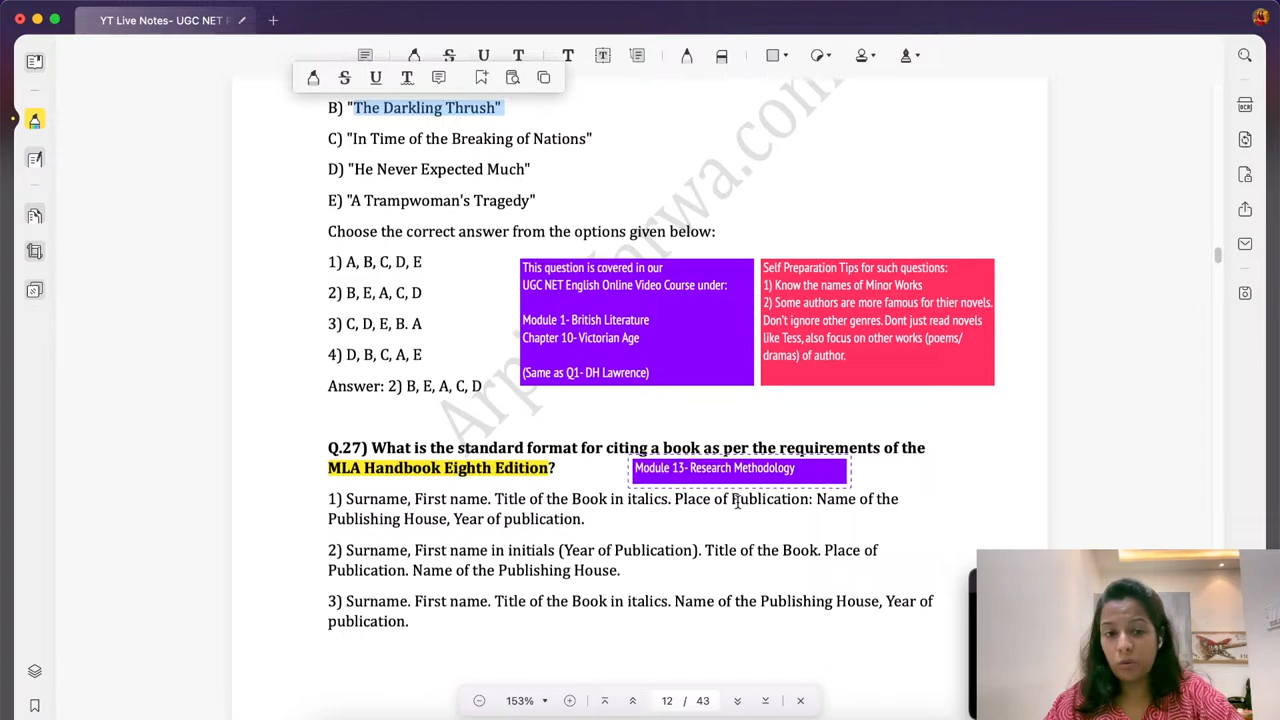 YT Live Notes- UGC NET
B) "The Darkling Thrush"
C) "In Time of the Breaking of Nations"
D) "He Never Expected Much"
E) "A Trampwoman's Tragedy"
Choose the correct answer from the options given below:
1) A, B, C, D, E
2) B, E, A, C, D
3) C, D, E, B. A
4) D, B, C, A, E
Answer: 2) B, E, A, C, D
This question is covered in our
UGC NET English Online Video Course under:
Module 1- British Literature
Chapter 10- Victorian Age
(Same as Q1- DH Lawrence)
Self Preparation Tips for such questions:
1) Know the names of Minor Works
2) Some authors are more famous for thier novels.
Don't ignore other genres. Dont just read novels
like Tess, also focus on other works (poems/
dramas) of author.
Q.27) What is the standard format for citing a book as per the requirements of the
MLA Handbook Eighth Edition?
Module 13- Research Methodology
1) Surname, First name. Title of the Book in italics. Place of Publication: Name of the
Publishing House, Year of publication.
2) Surname, First name in initials (Year of Publication). Title of the Book. Place of
Publication. Name of the Publishing House.
3) Surname. First name. Title of the Book in italics. Name of the Publishing House, Year of
publication.
153%
12 / 43